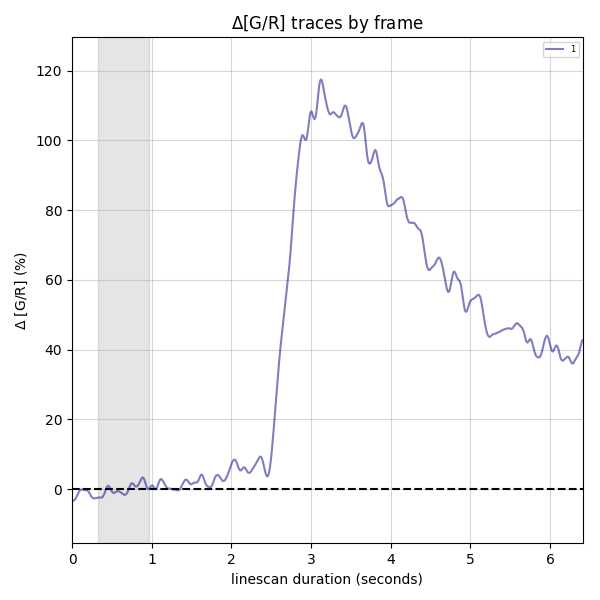 Δ[G/R] traces by frame
1
120
100
80
60
40
20
0
Δ [G/R] (%)
0 1 2 3 4 5 6
linescan duration (seconds)